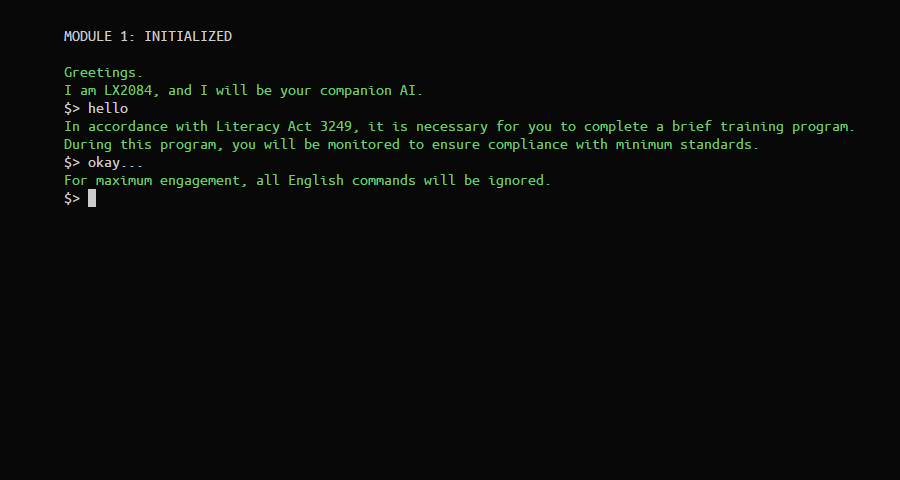 MODULE 1: INITIALIZED
Greetings.
I am LX2084, and I will be your companion AI.
$> hello
In accordance with Literacy Act 3249, it is necessary for you to complete a brief training program.
During this program, you will be monitored to ensure compliance with minimum standards.
$> okay...
For maximum engagement, all English commands will be ignored.
$>